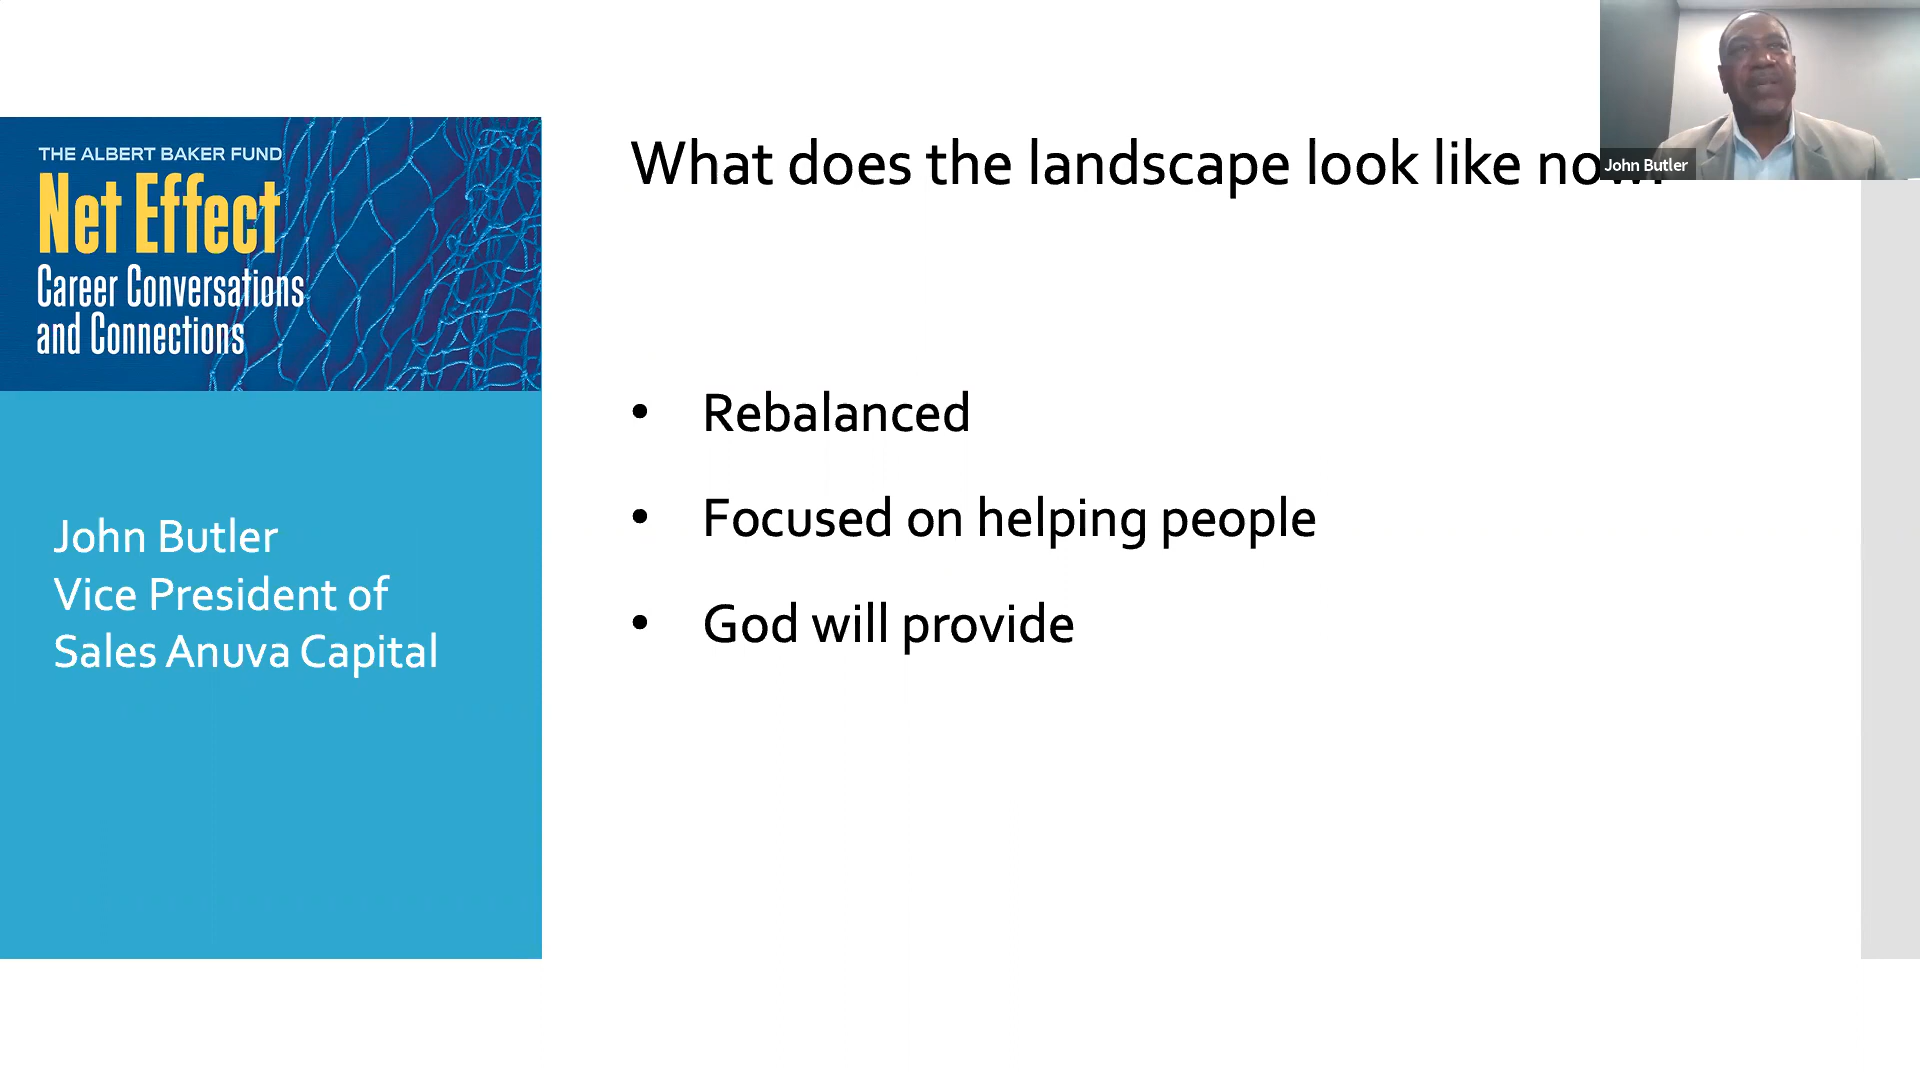 THE ALBERT BAKER FUND
Net Effect
Career Conversations
and Connections
John Butler
Vice President of
Sales Anuva Capital
What does the landscape look like
• Rebalanced
• Focused on helping people
• God will provide
John Butler